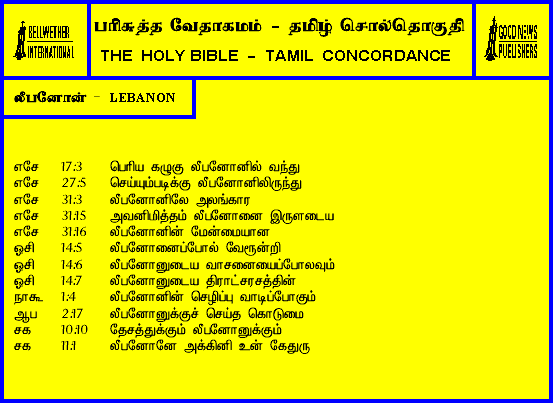 BELLWETHER
INTERNATIONAL
பரிசுத்த வேதாகமம் - தமிழ் சொல்தொகுதி
THE HOLY BIBLE - TAMIL CONCORDANCE
GOOD NEWS
PUBLISHERS
லீபனோன் - LEBANON
எசே 17:3 பெரிய கழுகு லீபனோனில் வந்து
எசே 27:5 செய்யும்படிக்கு லீபனோனிலிருந்து
எசே 31:3 லீபனோனிலே அலங்கார
எசே 31:15 அவனிமித்தம் லீபனோனை இருளடைய
எசே 31:16 லீபனோனின் மேன்மையான
ஓசி 14:5 லீபனோனைப்போல் வேரூன்றி
ஓசி 14:6 லீபனோனுடைய வாசனையைப்போலவும்
ஓசி 14:7 லீபனோனுடைய திராட்சரசத்தின்
நாகூ 1:4 லீபனோனின் செழிப்பு வாடிப்போகும்
ஆப 2:17 லீபனோனுக்குச் செய்த கொடுமை
சக 10:10 தேசத்துக்கும் லீபனோனுக்கும்
சக 11:1 லீபனோனே அக்கினி உன் கேதுரு